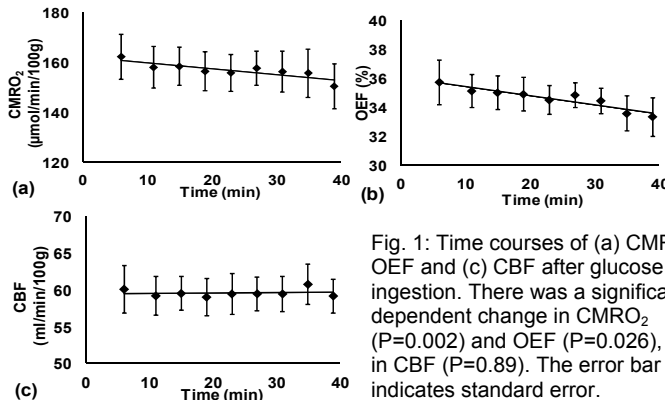 160
140
120
0 10 20 30 40
Time (min)
CMRO₂
(µmol/min/100g)
(a)
40
38
36
34
32
30
0 10 20 30 40
Time (min)
OEF (%)
(b)
70
65
60
55
50
0 10 20 30 40
Time (min)
CBF
(ml/min/100g)
(c)
Fig. 1: Time courses of (a)
OEF and (c) CBF after glucose
ingestion. There was a
dependent change in CMRO₂
(P=0.002) and OEF (P=0.026),
in CBF (P=0.89). The error bar
indicates standard error.